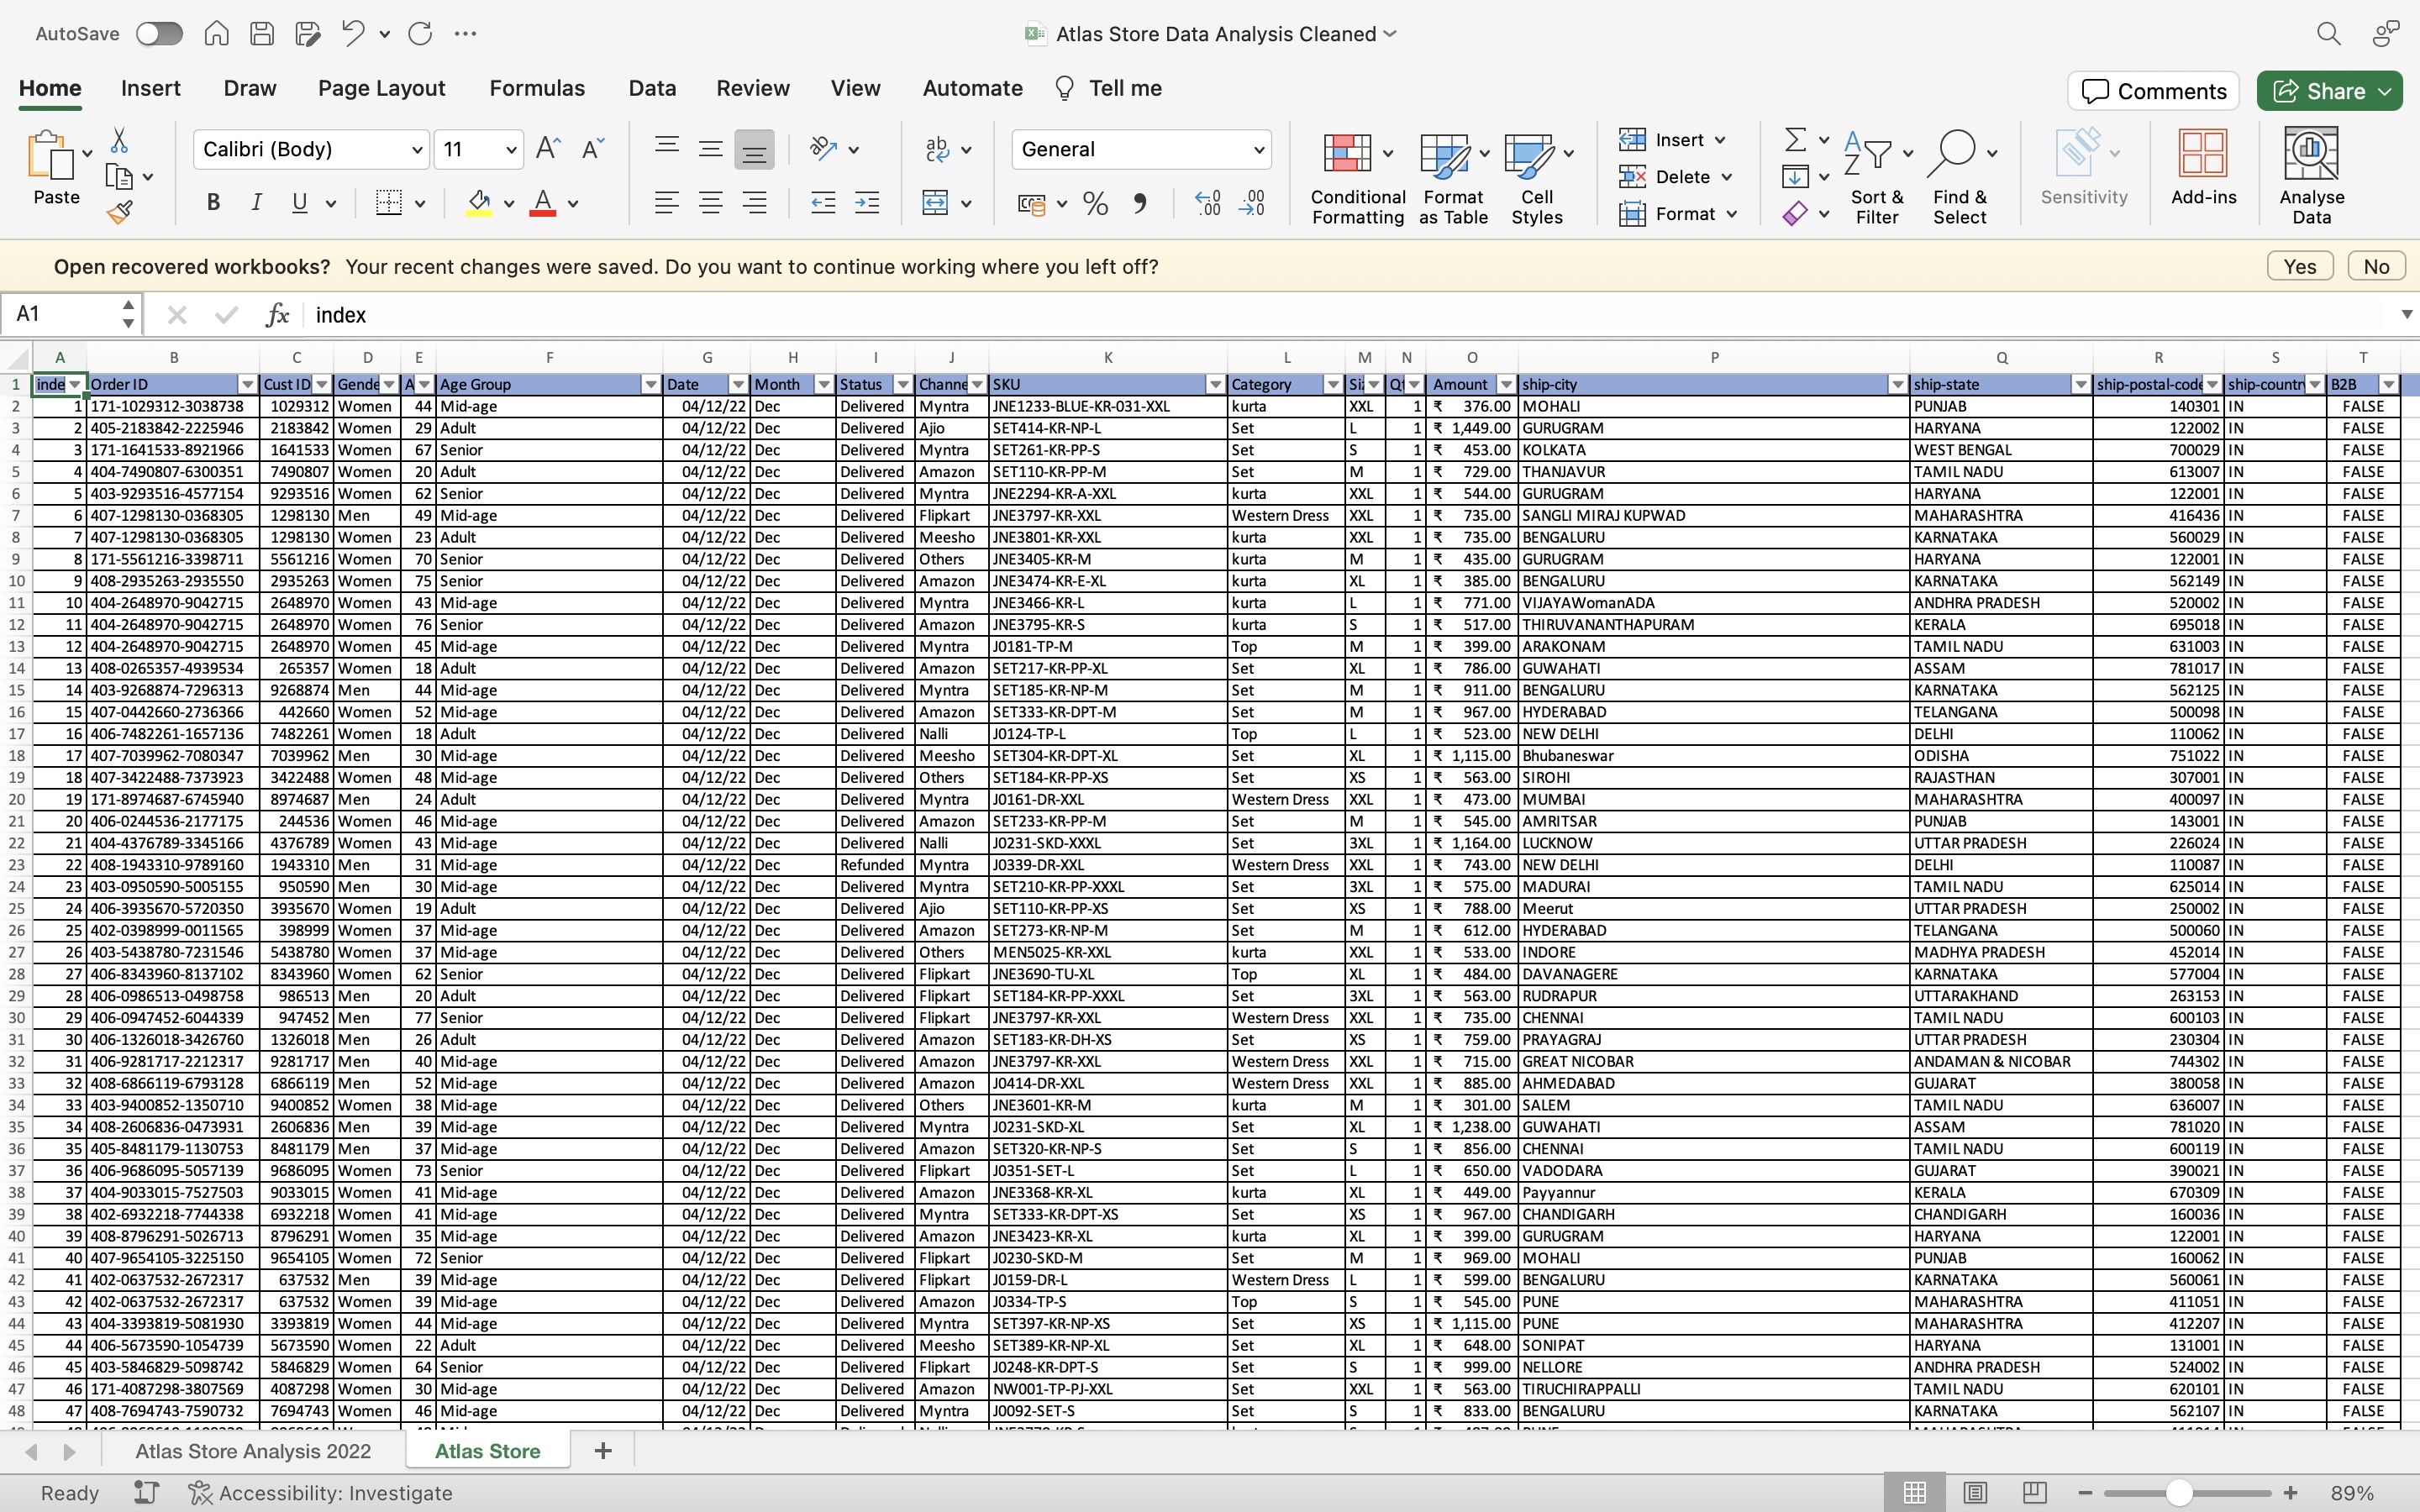 AutoSave
Atlas Store Data Analysis Cleaned
Home Insert Draw Page Layout Formulas Data Review View Automate Tell me Comments Share
Paste Calibri (Body) 11 General Conditional Formatting Format as Table Cell Styles Insert Delete Format Sort & Filter Find & Select Sensitivity Add-ins Analyse Data
Open recovered workbooks? Your recent changes were saved. Do you want to continue working where you left off? Yes No
A1 fx index
A B C D E F G H I J K L M N O P Q R S T
1 inde Order ID Cust ID Gende A Age Group Date Month Status Channe SKU Category Siz Qt Amount ship-city ship-state ship-postal-code ship-country B2B
2 1 171-1029312-3038738 1029312 Women 44 Mid-age 04/12/22 Dec Delivered Myntra JNE1233-BLUE-KR-031-XXL kurta XXL 1 ₹ 376.00 MOHALI PUNJAB 140301 IN FALSE
3 2 405-2183842-2225946 2183842 Women 29 Adult 04/12/22 Dec Delivered Ajio SET414-KR-NP-L Set L 1 ₹ 1,449.00 GURUGRAM HARYANA 122002 IN FALSE
4 3 171-1641533-8921966 1641533 Women 67 Senior 04/12/22 Dec Delivered Myntra SET261-KR-PP-S Set S 1 ₹ 453.00 KOLKATA WEST BENGAL 700029 IN FALSE
5 4 404-7490807-6300351 7490807 Women 20 Adult 04/12/22 Dec Delivered Amazon SET110-KR-PP-M Set M 1 ₹ 729.00 THANJAVUR TAMIL NADU 613007 IN FALSE
6 5 403-9293516-4577154 9293516 Women 62 Senior 04/12/22 Dec Delivered Myntra JNE2294-KR-A-XXL kurta XXL 1 ₹ 544.00 GURUGRAM HARYANA 122001 IN FALSE
7 6 407-1298130-0368305 1298130 Men 49 Mid-age 04/12/22 Dec Delivered Flipkart JNE3797-KR-XXL Western Dress XXL 1 ₹ 735.00 SANGLI MIRAJ KUPWAD MAHARASHTRA 416436 IN FALSE
8 7 407-1298130-0368305 1298130 Women 23 Adult 04/12/22 Dec Delivered Meesho JNE3801-KR-XXL kurta XXL 1 ₹ 735.00 BENGALURU KARNATAKA 560029 IN FALSE
9 8 171-5561216-3398711 5561216 Women 70 Senior 04/12/22 Dec Delivered Others JNE3405-KR-M kurta M 1 ₹ 435.00 GURUGRAM HARYANA 122001 IN FALSE
10 9 408-2935263-2935550 2935263 Women 75 Senior 04/12/22 Dec Delivered Amazon JNE3474-KR-E-XL kurta XL 1 ₹ 385.00 BENGALURU KARNATAKA 562149 IN FALSE
11 10 404-2648970-9042715 2648970 Women 43 Mid-age 04/12/22 Dec Delivered Myntra JNE3466-KR-L kurta L 1 ₹ 771.00 VIJAYAWomanADA ANDHRA PRADESH 520002 IN FALSE
12 11 404-2648970-9042715 2648970 Women 76 Senior 04/12/22 Dec Delivered Amazon JNE3795-KR-S kurta S 1 ₹ 517.00 THIRUVANANTHAPURAM KERALA 695018 IN FALSE
13 12 404-2648970-9042715 2648970 Women 45 Mid-age 04/12/22 Dec Delivered Myntra J0181-TP-M Top M 1 ₹ 399.00 ARAKONAM TAMIL NADU 631003 IN FALSE
14 13 408-0265357-4939534 265357 Women 18 Adult 04/12/22 Dec Delivered Amazon SET217-KR-PP-XL Set XL 1 ₹ 786.00 GUWAHATI ASSAM 781017 IN FALSE
15 14 403-9268874-7296313 9268874 Men 44 Mid-age 04/12/22 Dec Delivered Myntra SET185-KR-NP-M Set M 1 ₹ 911.00 BENGALURU KARNATAKA 562125 IN FALSE
16 15 407-0442660-2736366 442660 Women 52 Mid-age 04/12/22 Dec Delivered Amazon SET333-KR-DPT-M Set M 1 ₹ 967.00 HYDERABAD TELANGANA 500098 IN FALSE
17 16 406-7482261-1657136 7482261 Women 18 Adult 04/12/22 Dec Delivered Nalli J0124-TP-L Top L 1 ₹ 523.00 NEW DELHI DELHI 110062 IN FALSE
18 17 407-7039962-7080347 7039962 Men 30 Mid-age 04/12/22 Dec Delivered Meesho SET304-KR-DPT-XL Set XL 1 ₹ 1,115.00 Bhubaneswar ODISHA 751022 IN FALSE
19 18 407-3422488-7373923 3422488 Women 48 Mid-age 04/12/22 Dec Delivered Others SET184-KR-PP-XS Set XS 1 ₹ 563.00 SIROHI RAJASTHAN 307001 IN FALSE
20 19 171-8974687-6745940 8974687 Men 24 Adult 04/12/22 Dec Delivered Myntra J0161-DR-XXL Western Dress XXL 1 ₹ 473.00 MUMBAI MAHARASHTRA 400097 IN FALSE
21 20 406-0244536-2177175 244536 Women 46 Mid-age 04/12/22 Dec Delivered Amazon SET233-KR-PP-M Set M 1 ₹ 545.00 AMRITSAR PUNJAB 143001 IN FALSE
22 21 404-4376789-3345166 4376789 Women 43 Mid-age 04/12/22 Dec Delivered Nalli J0231-SKD-XXXL Set 3XL 1 ₹ 1,164.00 LUCKNOW UTTAR PRADESH 226024 IN FALSE
23 22 408-1943310-9789160 1943310 Men 31 Mid-age 04/12/22 Dec Refunded Myntra J0339-DR-XXL Western Dress XXL 1 ₹ 743.00 NEW DELHI DELHI 110087 IN FALSE
24 23 403-0950590-5005155 950590 Men 30 Mid-age 04/12/22 Dec Delivered Myntra SET210-KR-PP-XXXL Set 3XL 1 ₹ 575.00 MADURAI TAMIL NADU 625014 IN FALSE
25 24 406-3935670-5720350 3935670 Women 19 Adult 04/12/22 Dec Delivered Ajio SET110-KR-PP-XS Set XS 1 ₹ 788.00 Meerut UTTAR PRADESH 250002 IN FALSE
26 25 402-0398999-0011565 398999 Women 37 Mid-age 04/12/22 Dec Delivered Amazon SET273-KR-NP-M Set M 1 ₹ 612.00 HYDERABAD TELANGANA 500060 IN FALSE
27 26 403-5438780-7231546 5438780 Women 37 Mid-age 04/12/22 Dec Delivered Others MEN5025-KR-XXL kurta XXL 1 ₹ 533.00 INDORE MADHYA PRADESH 452014 IN FALSE
28 27 406-8343960-8137102 8343960 Women 62 Senior 04/12/22 Dec Delivered Flipkart JNE3690-TU-XL Top XL 1 ₹ 484.00 DAVANAGERE KARNATAKA 577004 IN FALSE
29 28 406-0986513-0498758 986513 Men 20 Adult 04/12/22 Dec Delivered Flipkart SET184-KR-PP-XXXL Set 3XL 1 ₹ 563.00 RUDRAPUR UTTARAKHAND 263153 IN FALSE
30 29 406-0947452-6044339 947452 Men 77 Senior 04/12/22 Dec Delivered Flipkart JNE3797-KR-XXL Western Dress XXL 1 ₹ 735.00 CHENNAI TAMIL NADU 600103 IN FALSE
31 30 406-1326018-3426760 1326018 Men 26 Adult 04/12/22 Dec Delivered Amazon SET183-KR-DH-XS Set XS 1 ₹ 759.00 PRAYAGRAJ UTTAR PRADESH 230304 IN FALSE
32 31 406-9281717-2212317 9281717 Men 40 Mid-age 04/12/22 Dec Delivered Amazon JNE3797-KR-XXL Western Dress XXL 1 ₹ 715.00 GREAT NICOBAR ANDAMAN & NICOBAR 744302 IN FALSE
33 32 408-6866119-6793128 6866119 Men 52 Mid-age 04/12/22 Dec Delivered Amazon J0414-DR-XXL Western Dress XXL 1 ₹ 885.00 AHMEDABAD GUJARAT 380058 IN FALSE
34 33 403-9400852-1350710 9400852 Women 38 Mid-age 04/12/22 Dec Delivered Others JNE3601-KR-M kurta M 1 ₹ 301.00 SALEM TAMIL NADU 636007 IN FALSE
35 34 408-2606836-0473931 2606836 Men 39 Mid-age 04/12/22 Dec Delivered Myntra J0231-SKD-XL Set XL 1 ₹ 1,238.00 GUWAHATI ASSAM 781020 IN FALSE
36 35 405-8481179-1130753 8481179 Men 37 Mid-age 04/12/22 Dec Delivered Amazon SET320-KR-NP-S Set S 1 ₹ 856.00 CHENNAI TAMIL NADU 600119 IN FALSE
37 36 406-9686095-5057139 9686095 Women 73 Senior 04/12/22 Dec Delivered Flipkart J0351-SET-L Set L 1 ₹ 650.00 VADODARA GUJARAT 390021 IN FALSE
38 37 404-9033015-7527503 9033015 Women 41 Mid-age 04/12/22 Dec Delivered Amazon JNE3368-KR-XL kurta XL 1 ₹ 449.00 Payyannur KERALA 670309 IN FALSE
39 38 402-6932218-7744338 6932218 Women 41 Mid-age 04/12/22 Dec Delivered Myntra SET333-KR-DPT-XS Set XS 1 ₹ 967.00 CHANDIGARH CHANDIGARH 160036 IN FALSE
40 39 408-8796291-5026713 8796291 Women 35 Mid-age 04/12/22 Dec Delivered Amazon JNE3423-KR-XL kurta XL 1 ₹ 399.00 GURUGRAM HARYANA 122001 IN FALSE
41 40 407-9654105-3225150 9654105 Women 72 Senior 04/12/22 Dec Delivered Flipkart J0230-SKD-M Set M 1 ₹ 969.00 MOHALI PUNJAB 160062 IN FALSE
42 41 402-0637532-2672317 637532 Men 39 Mid-age 04/12/22 Dec Delivered Flipkart J0159-DR-L Western Dress L 1 ₹ 599.00 BENGALURU KARNATAKA 560061 IN FALSE
43 42 402-0637532-2672317 637532 Women 39 Mid-age 04/12/22 Dec Delivered Amazon J0334-TP-S Top S 1 ₹ 545.00 PUNE MAHARASHTRA 411051 IN FALSE
44 43 404-3393819-5081930 3393819 Women 44 Mid-age 04/12/22 Dec Delivered Myntra SET397-KR-NP-XS Set XS 1 ₹ 1,115.00 PUNE MAHARASHTRA 412207 IN FALSE
45 44 406-5673590-1054739 5673590 Women 22 Adult 04/12/22 Dec Delivered Meesho SET389-KR-NP-XL Set XL 1 ₹ 648.00 SONIPAT HARYANA 131001 IN FALSE
46 45 403-5846829-5098742 5846829 Women 64 Senior 04/12/22 Dec Delivered Flipkart J0248-KR-DPT-S Set S 1 ₹ 999.00 NELLORE ANDHRA PRADESH 524002 IN FALSE
47 46 171-4087298-3807569 4087298 Women 30 Mid-age 04/12/22 Dec Delivered Amazon NW001-TP-PJ-XXL Set XXL 1 ₹ 563.00 TIRUCHIRAPPALLI TAMIL NADU 620101 IN FALSE
48 47 408-7694743-7590732 7694743 Women 46 Mid-age 04/12/22 Dec Delivered Myntra J0092-SET-S Set S 1 ₹ 833.00 BENGALURU KARNATAKA 562107 IN FALSE
Atlas Store Analysis 2022 Atlas Store
Ready Accessibility: Investigate 89%